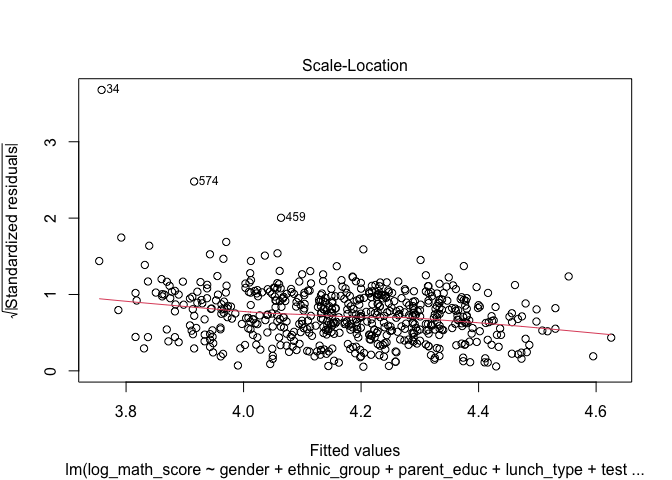 Scale-Location
34
574
459
√|Standardized residuals|
3
2
1
0
3.8 4.0 4.2 4.4 4.6
Fitted values
lm(log_math_score ~ gender + ethnic_group + parent_educ + lunch_type + test ...